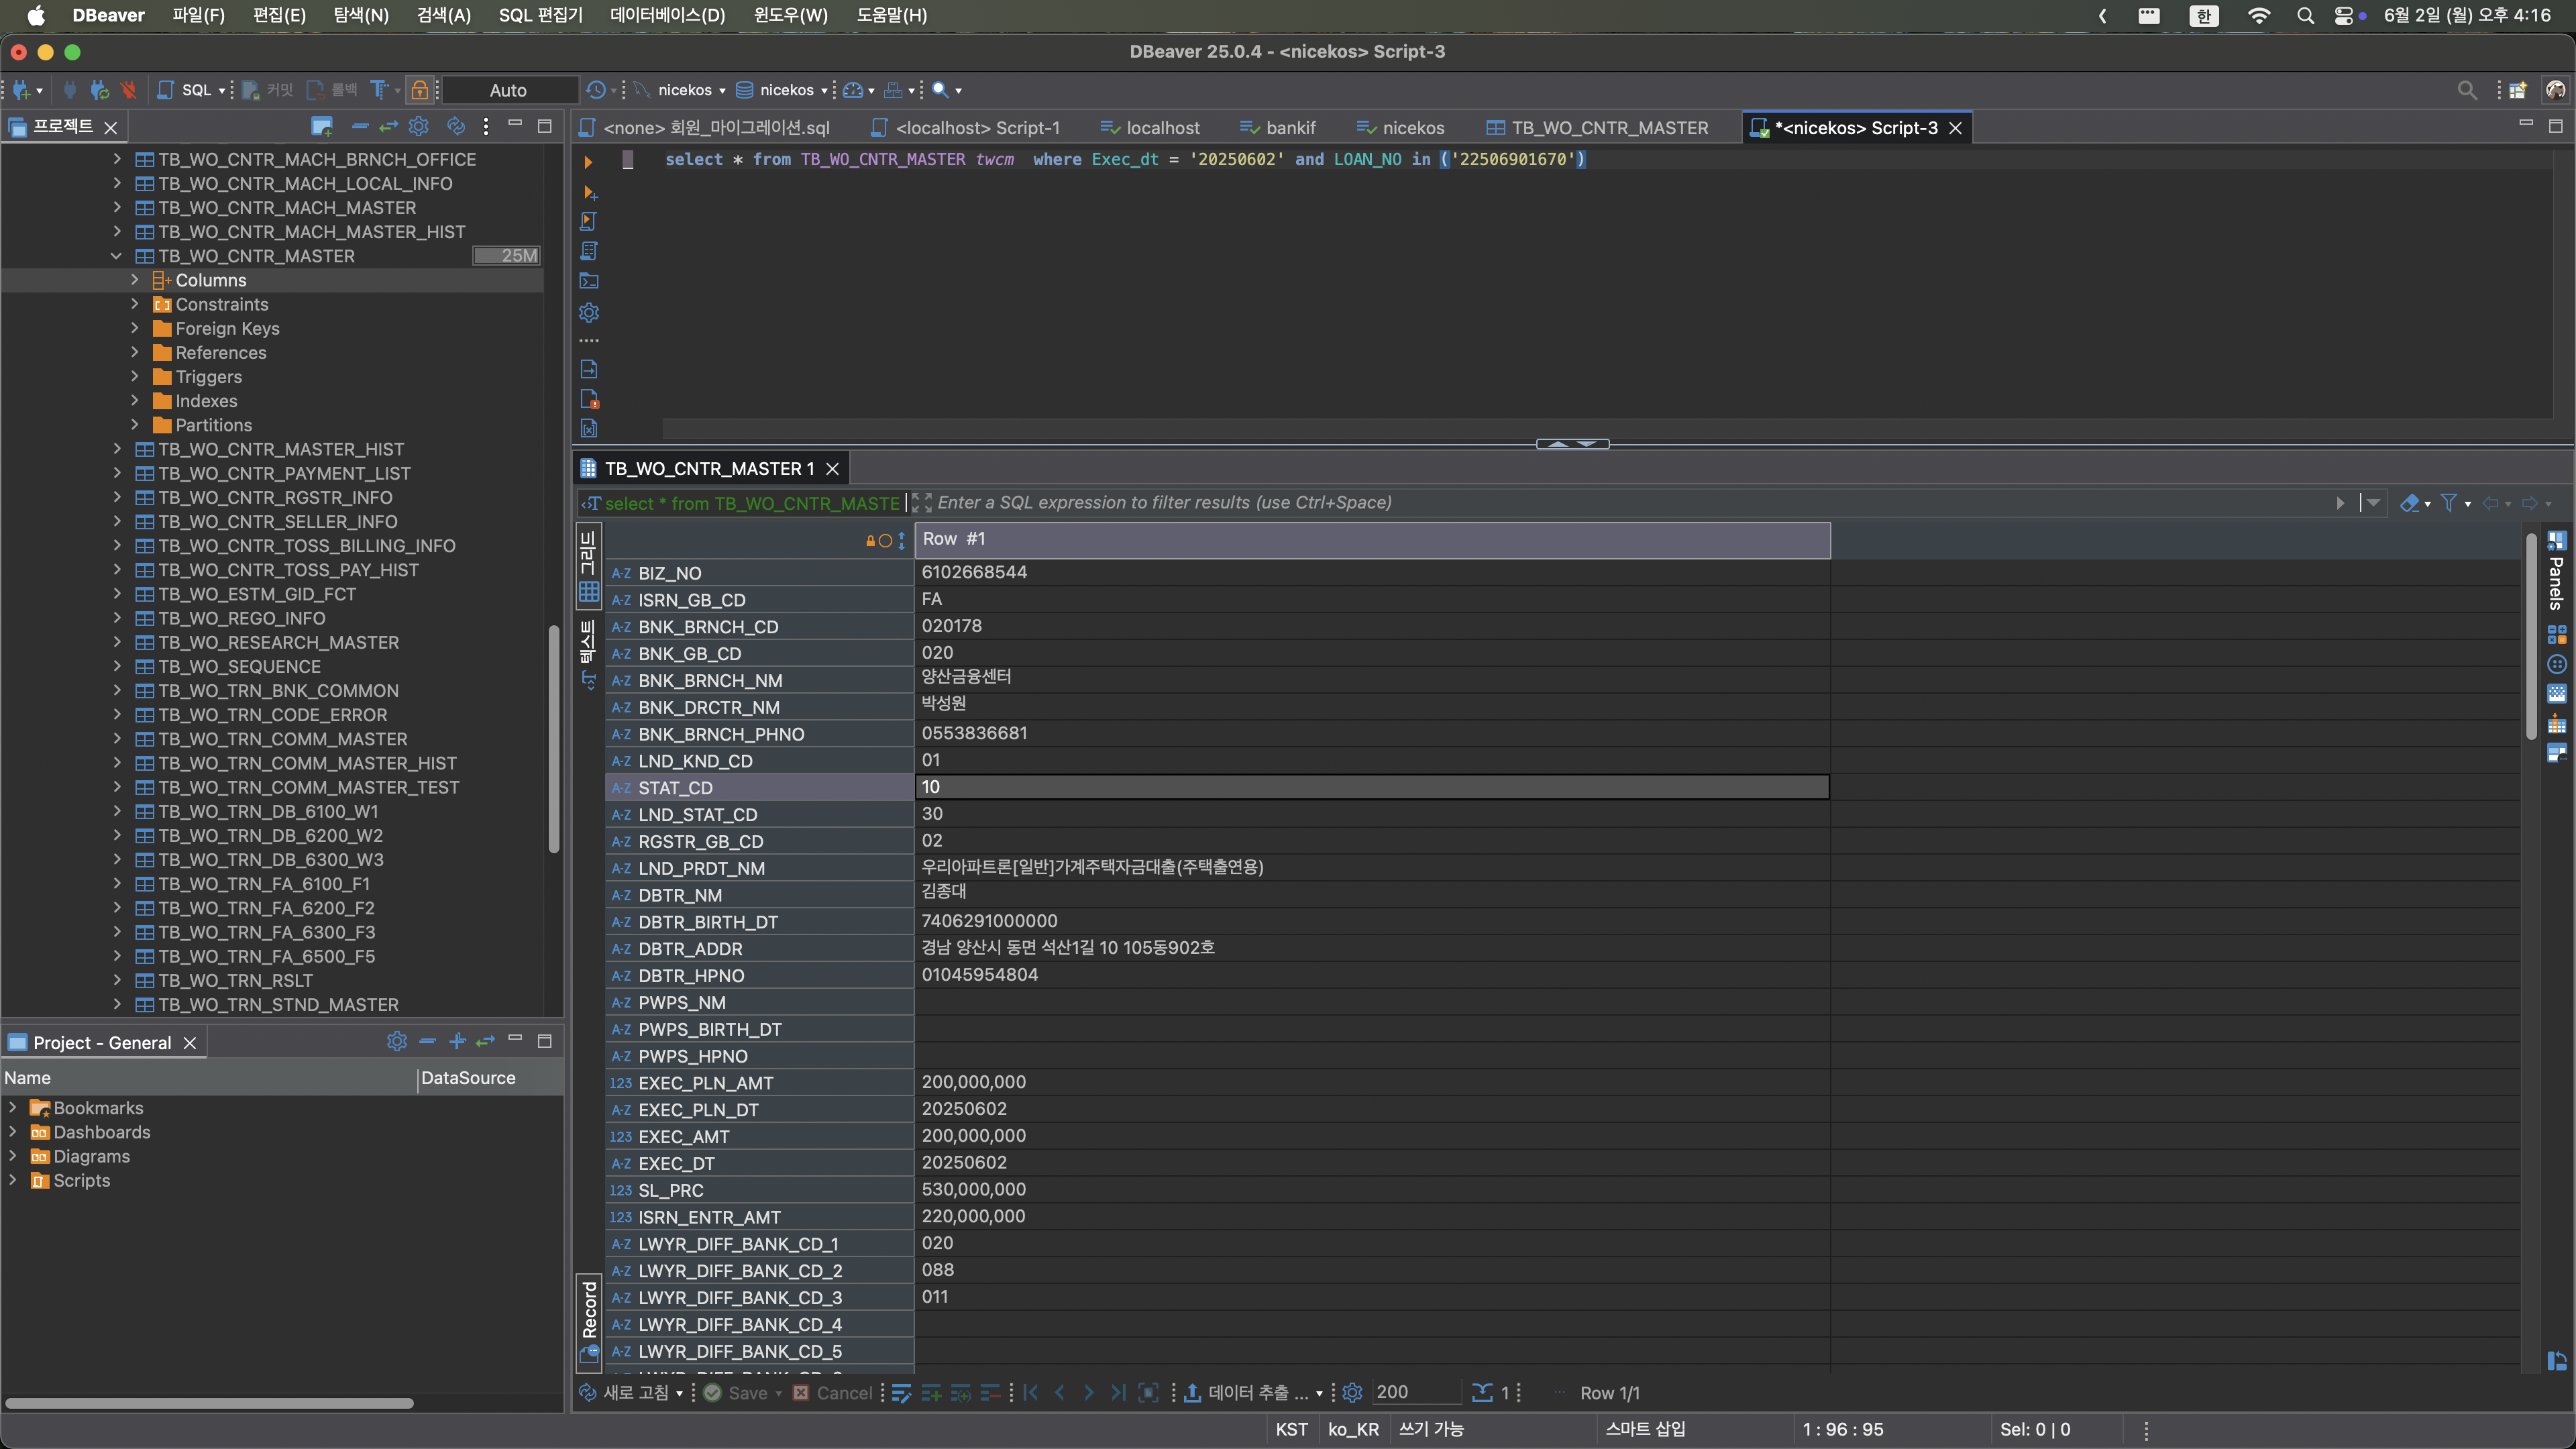 DBeaver 파일(F) 편집(E) 탐색(N) 검색(A) SQL 편집기 데이터베이스(D) 윈도우(W) 도움말(H) 한 6월 2일 (월) 오후 4:16
DBeaver 25.0.4 - <nicekos> Script-3
SQL 커밋 롤백 Auto nicekos nicekos
프로젝트
TB_WO_CNTR_MACH_BRNCH_OFFICE
TB_WO_CNTR_MACH_LOCAL_INFO
TB_WO_CNTR_MACH_MASTER
TB_WO_CNTR_MACH_MASTER_HIST
TB_WO_CNTR_MASTER 25M
Columns
Constraints
Foreign Keys
References
Triggers
Indexes
Partitions
TB_WO_CNTR_MASTER_HIST
TB_WO_CNTR_PAYMENT_LIST
TB_WO_CNTR_RGSTR_INFO
TB_WO_CNTR_SELLER_INFO
TB_WO_CNTR_TOSS_BILLING_INFO
TB_WO_CNTR_TOSS_PAY_HIST
TB_WO_ESTM_GID_FCT
TB_WO_REGO_INFO
TB_WO_RESEARCH_MASTER
TB_WO_SEQUENCE
TB_WO_TRN_BNK_COMMON
TB_WO_TRN_CODE_ERROR
TB_WO_TRN_COMM_MASTER
TB_WO_TRN_COMM_MASTER_HIST
TB_WO_TRN_COMM_MASTER_TEST
TB_WO_TRN_DB_6100_W1
TB_WO_TRN_DB_6200_W2
TB_WO_TRN_DB_6300_W3
TB_WO_TRN_FA_6100_F1
TB_WO_TRN_FA_6200_F2
TB_WO_TRN_FA_6300_F3
TB_WO_TRN_FA_6500_F5
TB_WO_TRN_RSLT
TB_WO_TRN_STND_MASTER
Project - General
Name DataSource
Bookmarks
Dashboards
Diagrams
Scripts
<none> 회원_마이그레이션.sql <localhost> Script-1 localhost bankif nicekos TB_WO_CNTR_MASTER *<nicekos> Script-3
select * from TB_WO_CNTR_MASTER twcm where Exec_dt = '20250602' and LOAN_NO in ('22506901670')
TB_WO_CNTR_MASTER 1
select * from TB_WO_CNTR_MASTE Enter a SQL expression to filter results (use Ctrl+Space)
그리드
텍스트
Record
Panels
Row #1
A-Z BIZ_NO 6102668544
A-Z ISRN_GB_CD FA
A-Z BNK_BRNCH_CD 020178
A-Z BNK_GB_CD 020
A-Z BNK_BRNCH_NM 양산금융센터
A-Z BNK_DRCTR_NM 박성원
A-Z BNK_BRNCH_PHNO 0553836681
A-Z LND_KND_CD 01
A-Z STAT_CD 10
A-Z LND_STAT_CD 30
A-Z RGSTR_GB_CD 02
A-Z LND_PRDT_NM 우리아파트론[일반]가계주택자금대출(주택출연용)
A-Z DBTR_NM 김종대
A-Z DBTR_BIRTH_DT 7406291000000
A-Z DBTR_ADDR 경남 양산시 동면 석산1길 10 105동902호
A-Z DBTR_HPNO 01045954804
A-Z PWPS_NM
A-Z PWPS_BIRTH_DT
A-Z PWPS_HPNO
123 EXEC_PLN_AMT 200,000,000
A-Z EXEC_PLN_DT 20250602
123 EXEC_AMT 200,000,000
A-Z EXEC_DT 20250602
123 SL_PRC 530,000,000
123 ISRN_ENTR_AMT 220,000,000
A-Z LWYR_DIFF_BANK_CD_1 020
A-Z LWYR_DIFF_BANK_CD_2 088
A-Z LWYR_DIFF_BANK_CD_3 011
A-Z LWYR_DIFF_BANK_CD_4
A-Z LWYR_DIFF_BANK_CD_5
새로 고침 Save Cancel 데이터 추출 ... 200 1 ... Row 1/1
KST ko_KR 쓰기 가능 스마트 삽입 1 : 96 : 95 Sel: 0 | 0